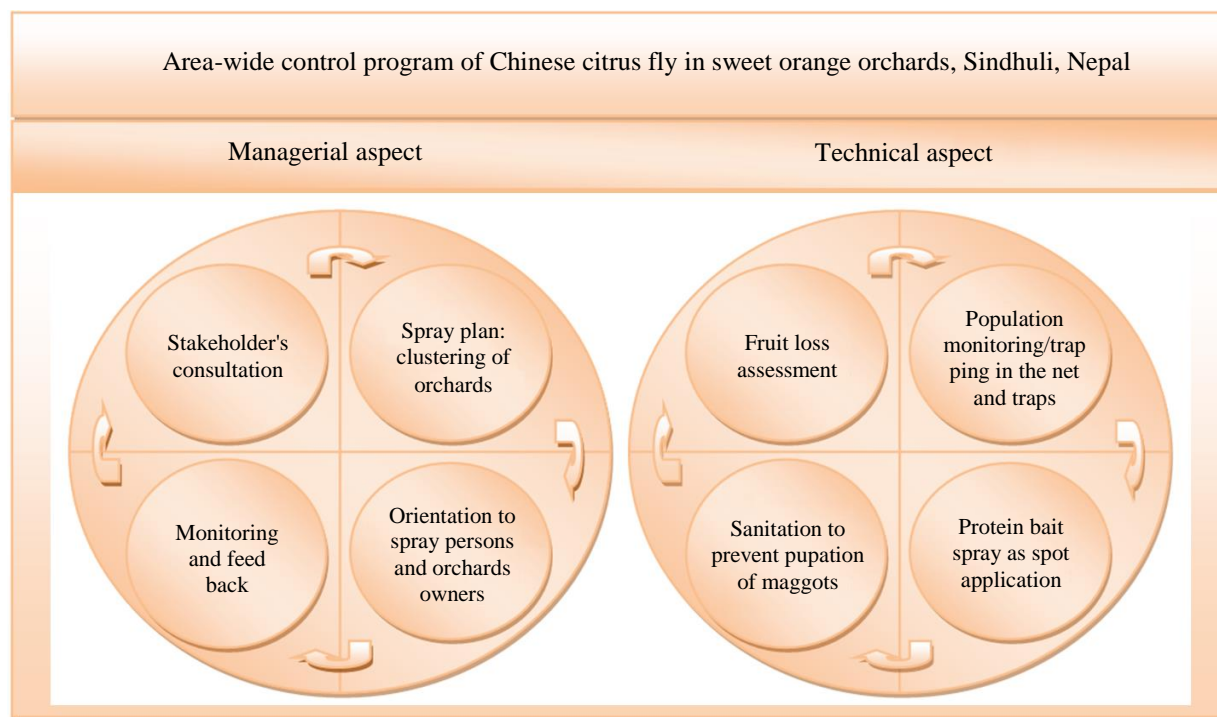 Area-wide control program of Chinese citrus fly in sweet orange orchards, Sindhuli, Nepal
Managerial aspect
Technical aspect
Stakeholder's
consultation
Spray plan:
clustering of
orchards
Monitoring
and feed
back
Orientation to
spray persons
and orchards
owners
Fruit loss
assessment
Population
monitoring/trap
ping in the net
and traps
Sanitation to
prevent pupation
of maggots
Protein bait
spray as spot
application